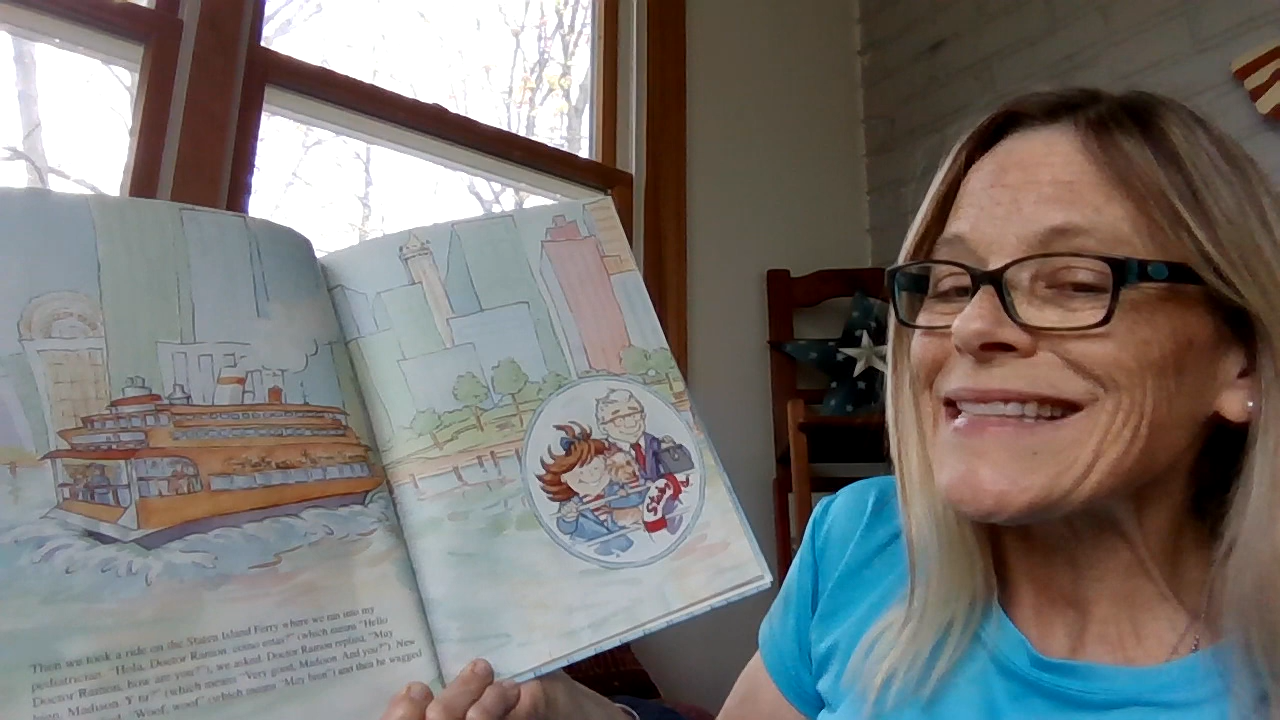 Then we took a ride on the Staten Island Ferry where we ran into my
pediatrician. "Hola, Doctor Ramon, como estas?" (which means "Hello
Doctor Ramon, how are you?"), we asked. Doctor Ramon replied, "May
bien, Madison. Y tu?" (which means "Very good, Madison. And you?"). New
"Woof, woof" (which means "May bien") and then he wagged